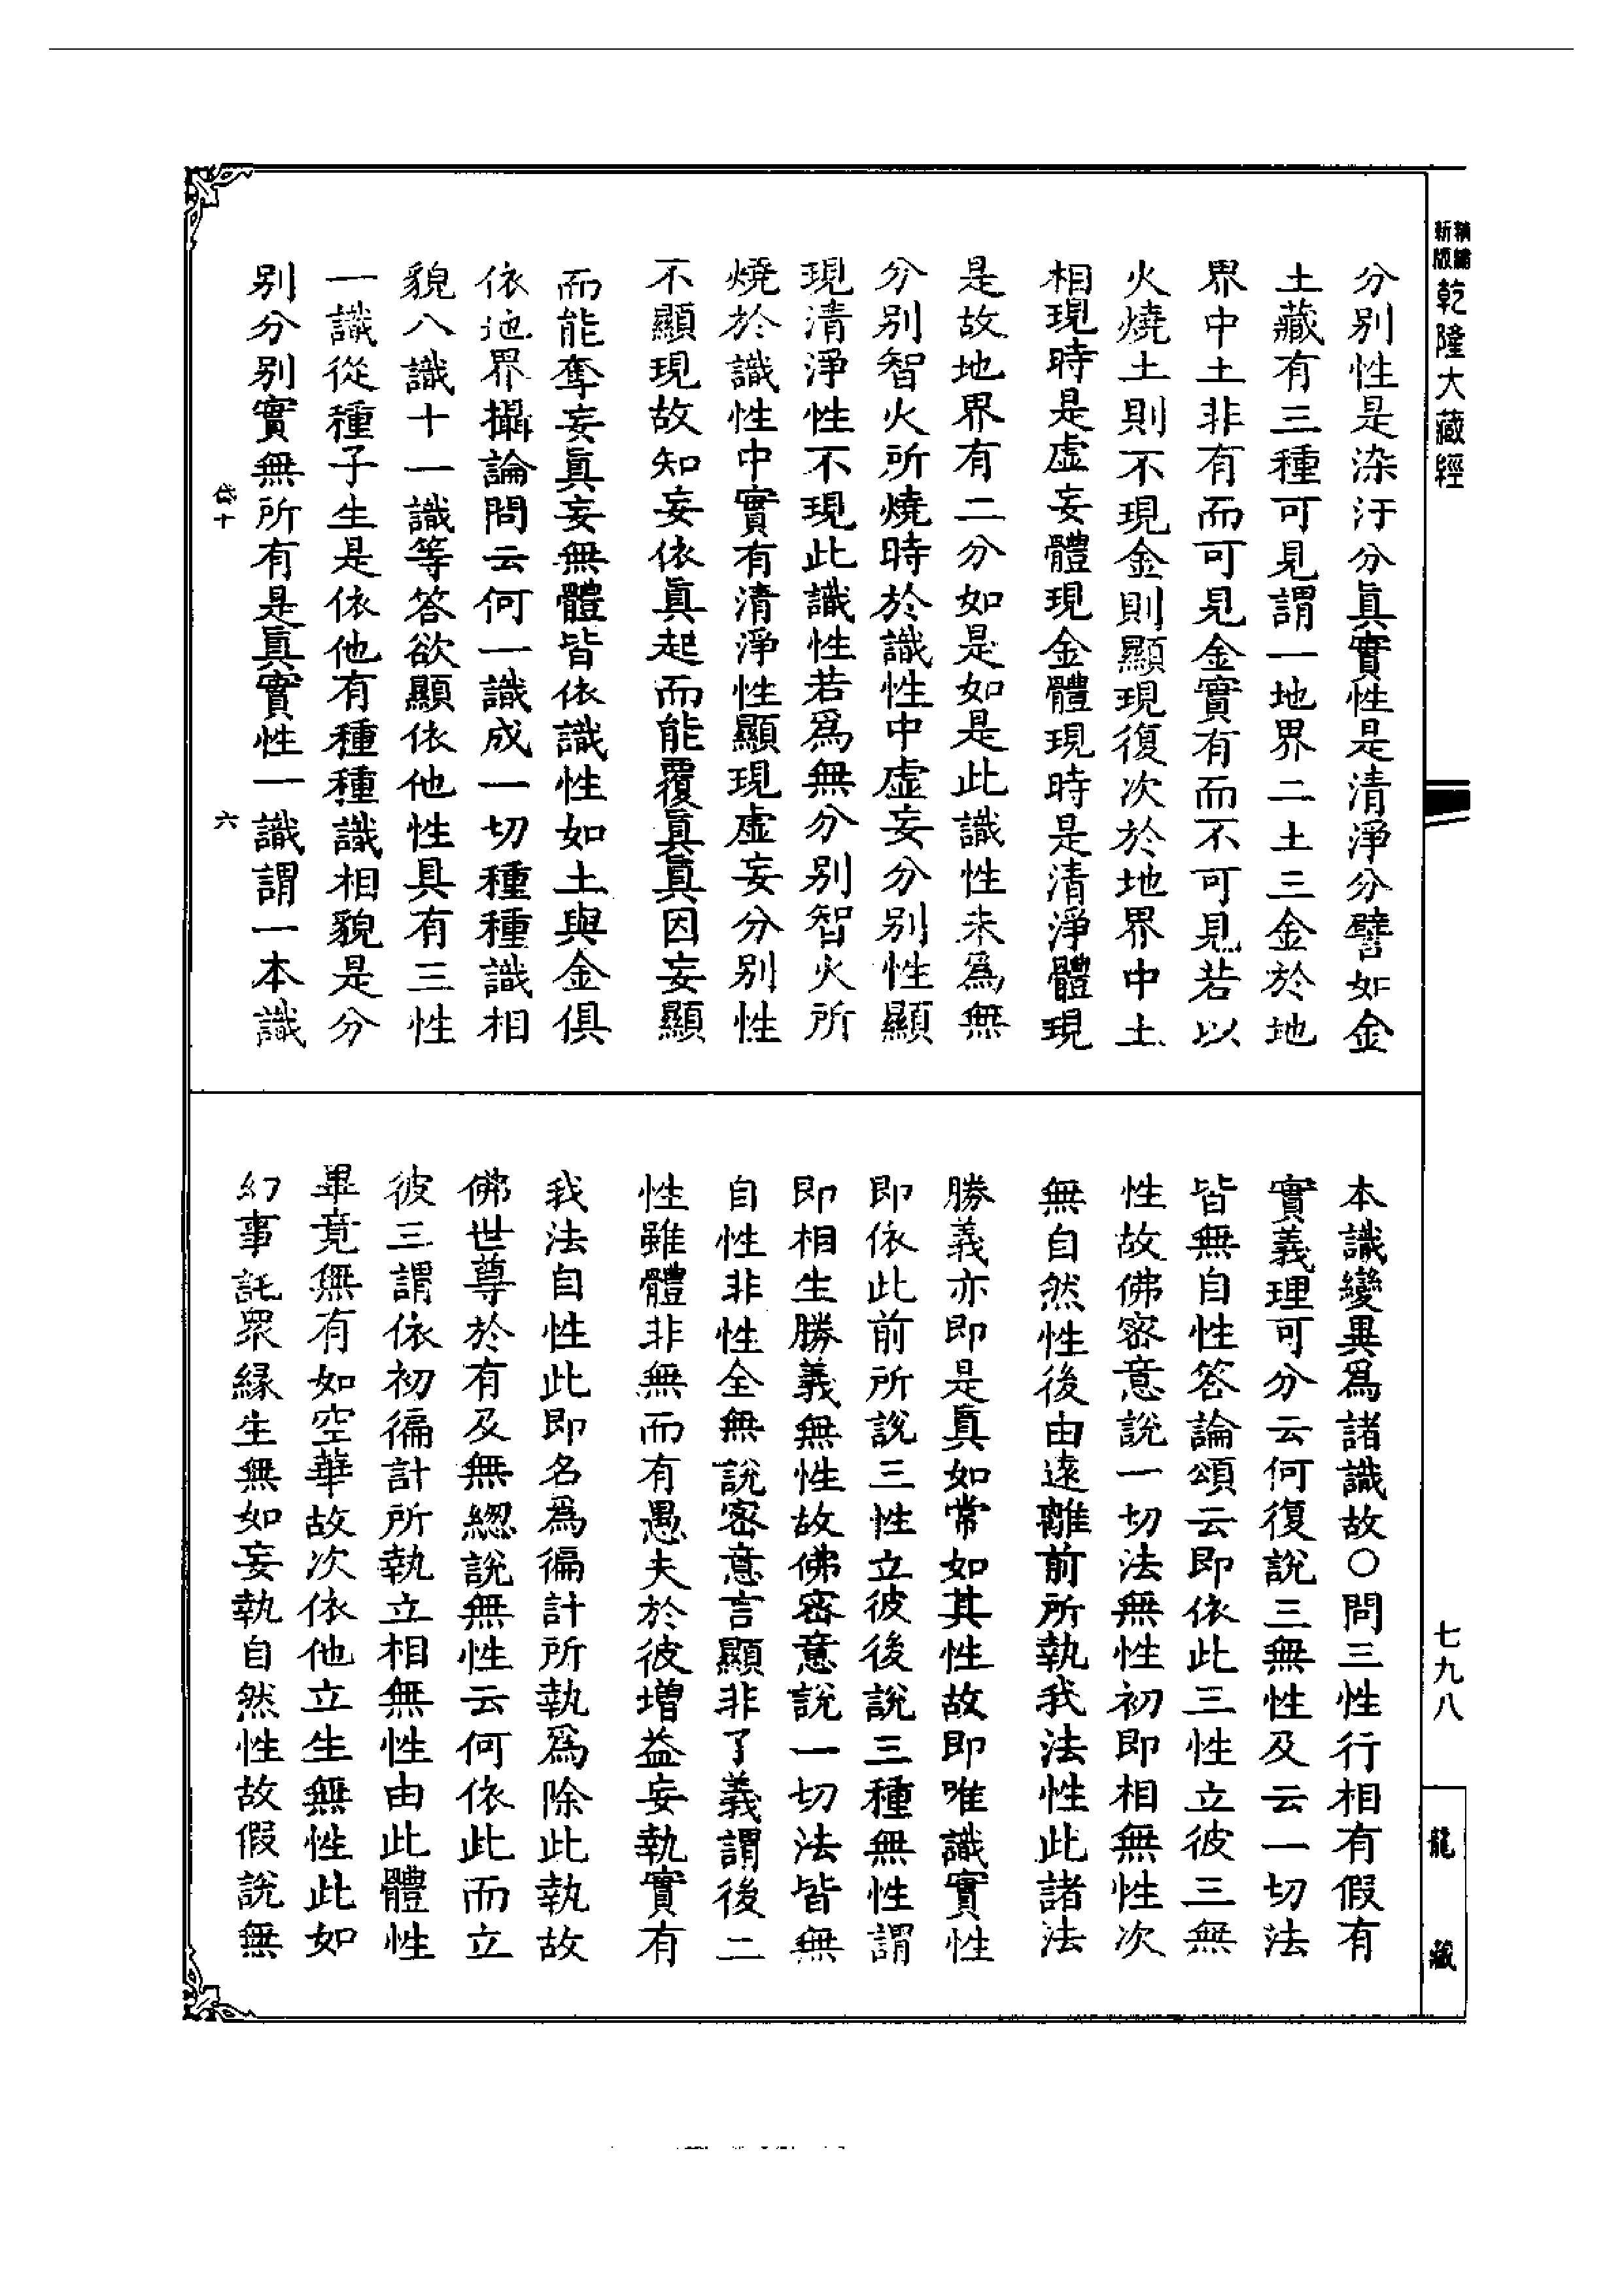 精繡新版乾隆大藏經
七九八
龍藏
分別性是染汙分眞實性是清淨分譬如金
土藏有三種可見謂一地界二土三金於地
界中土非有而可見金實有而不可見若以
火燒土則不現金則顯現復次於地界中土
相現時是虛妄體現金體現時是清淨體現
是故地界有二分如是如是此識性未爲無
分別智火所燒時於識性中虛妄分別性顯
現清淨性不現此識性若爲無分別智火所
燒於識性中實有清淨性顯現虛妄分別性
不顯現故知妄依眞起而能覆眞眞因妄顯
而能奪妄眞妄無體皆依識性如土與金俱
依地界攝論問云何一識成一切種種識相
貌八識十一識等答欲顯依他性具有三性
一識從種子生是依他有種種識相貌是分
別分別實無所有是眞實性一識謂一本識
岱十
六
本識變異爲諸識故〇問三性行相有假有
實義理可分云何復說三無性及云一切法
皆無自性答論頌云即依此三性立彼三無
性故佛密意說一切法無性初即相無性次
無自然性後由遠離前所執我法性此諸法
勝義亦即是眞如常如其性故即唯識實性
即依此前所說三性立彼後說三種無性謂
即相生勝義無性故佛密意說一切法皆無
自性非性全無說密意言顯非了義謂後二
性雖體非無而有愚夫於彼增益妄執實有
我法自性此即名爲徧計所執爲除此執故
佛世尊於有及無緫說無性云何依此而立
彼三謂依初徧計所執立相無性由此體性
畢竟無有如空華故次依他立生無性此如
幻事託眾緣生無如妄執自然性故假說無